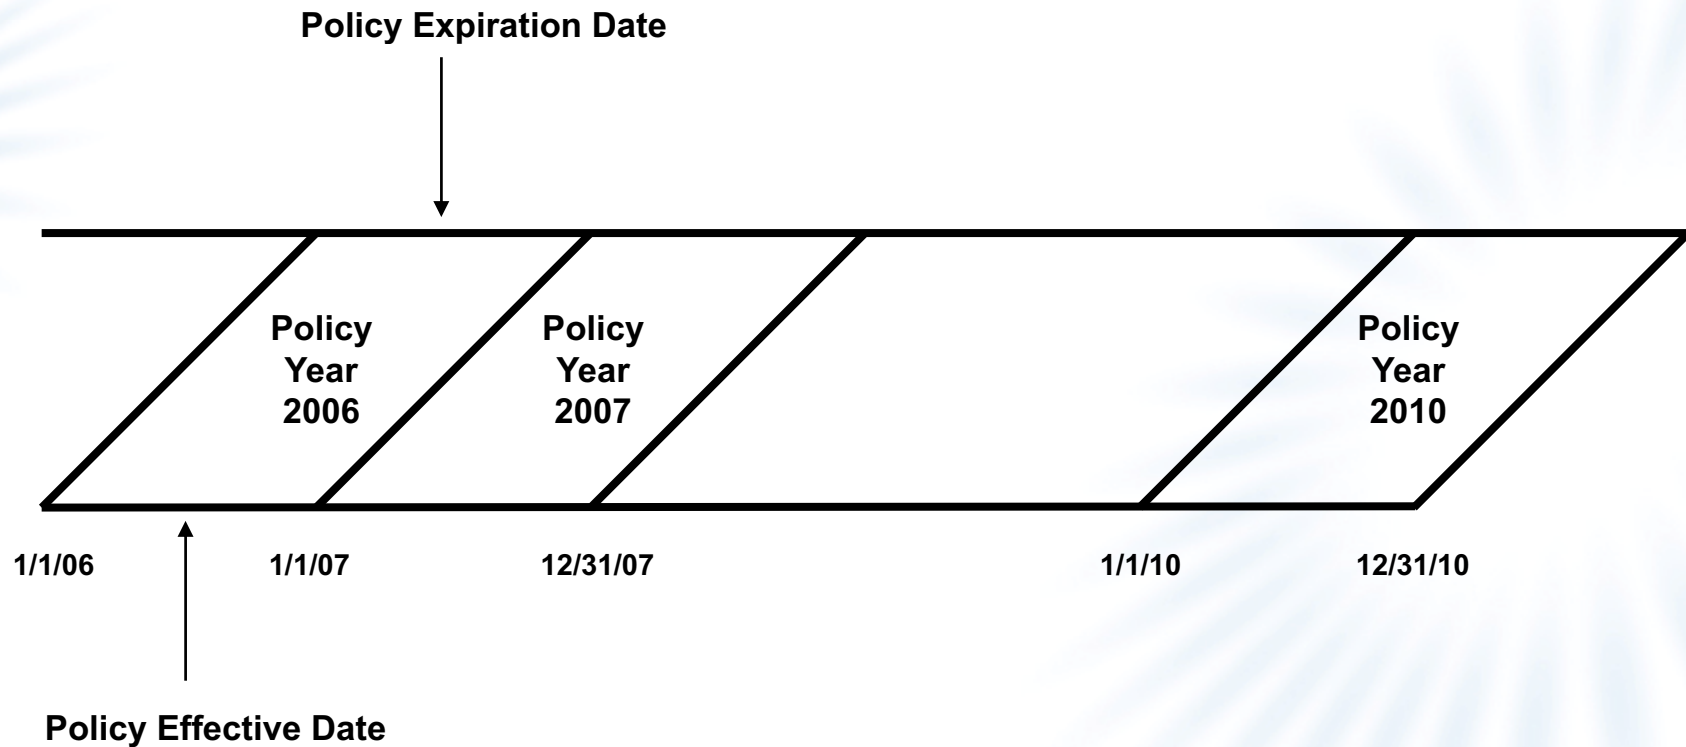 Policy Expiration Date
Policy
Year
2006
Policy
Year
2007
Policy
Year
2010
1/1/06
1/1/07
12/31/07
1/1/10
12/31/10
Policy Effective Date